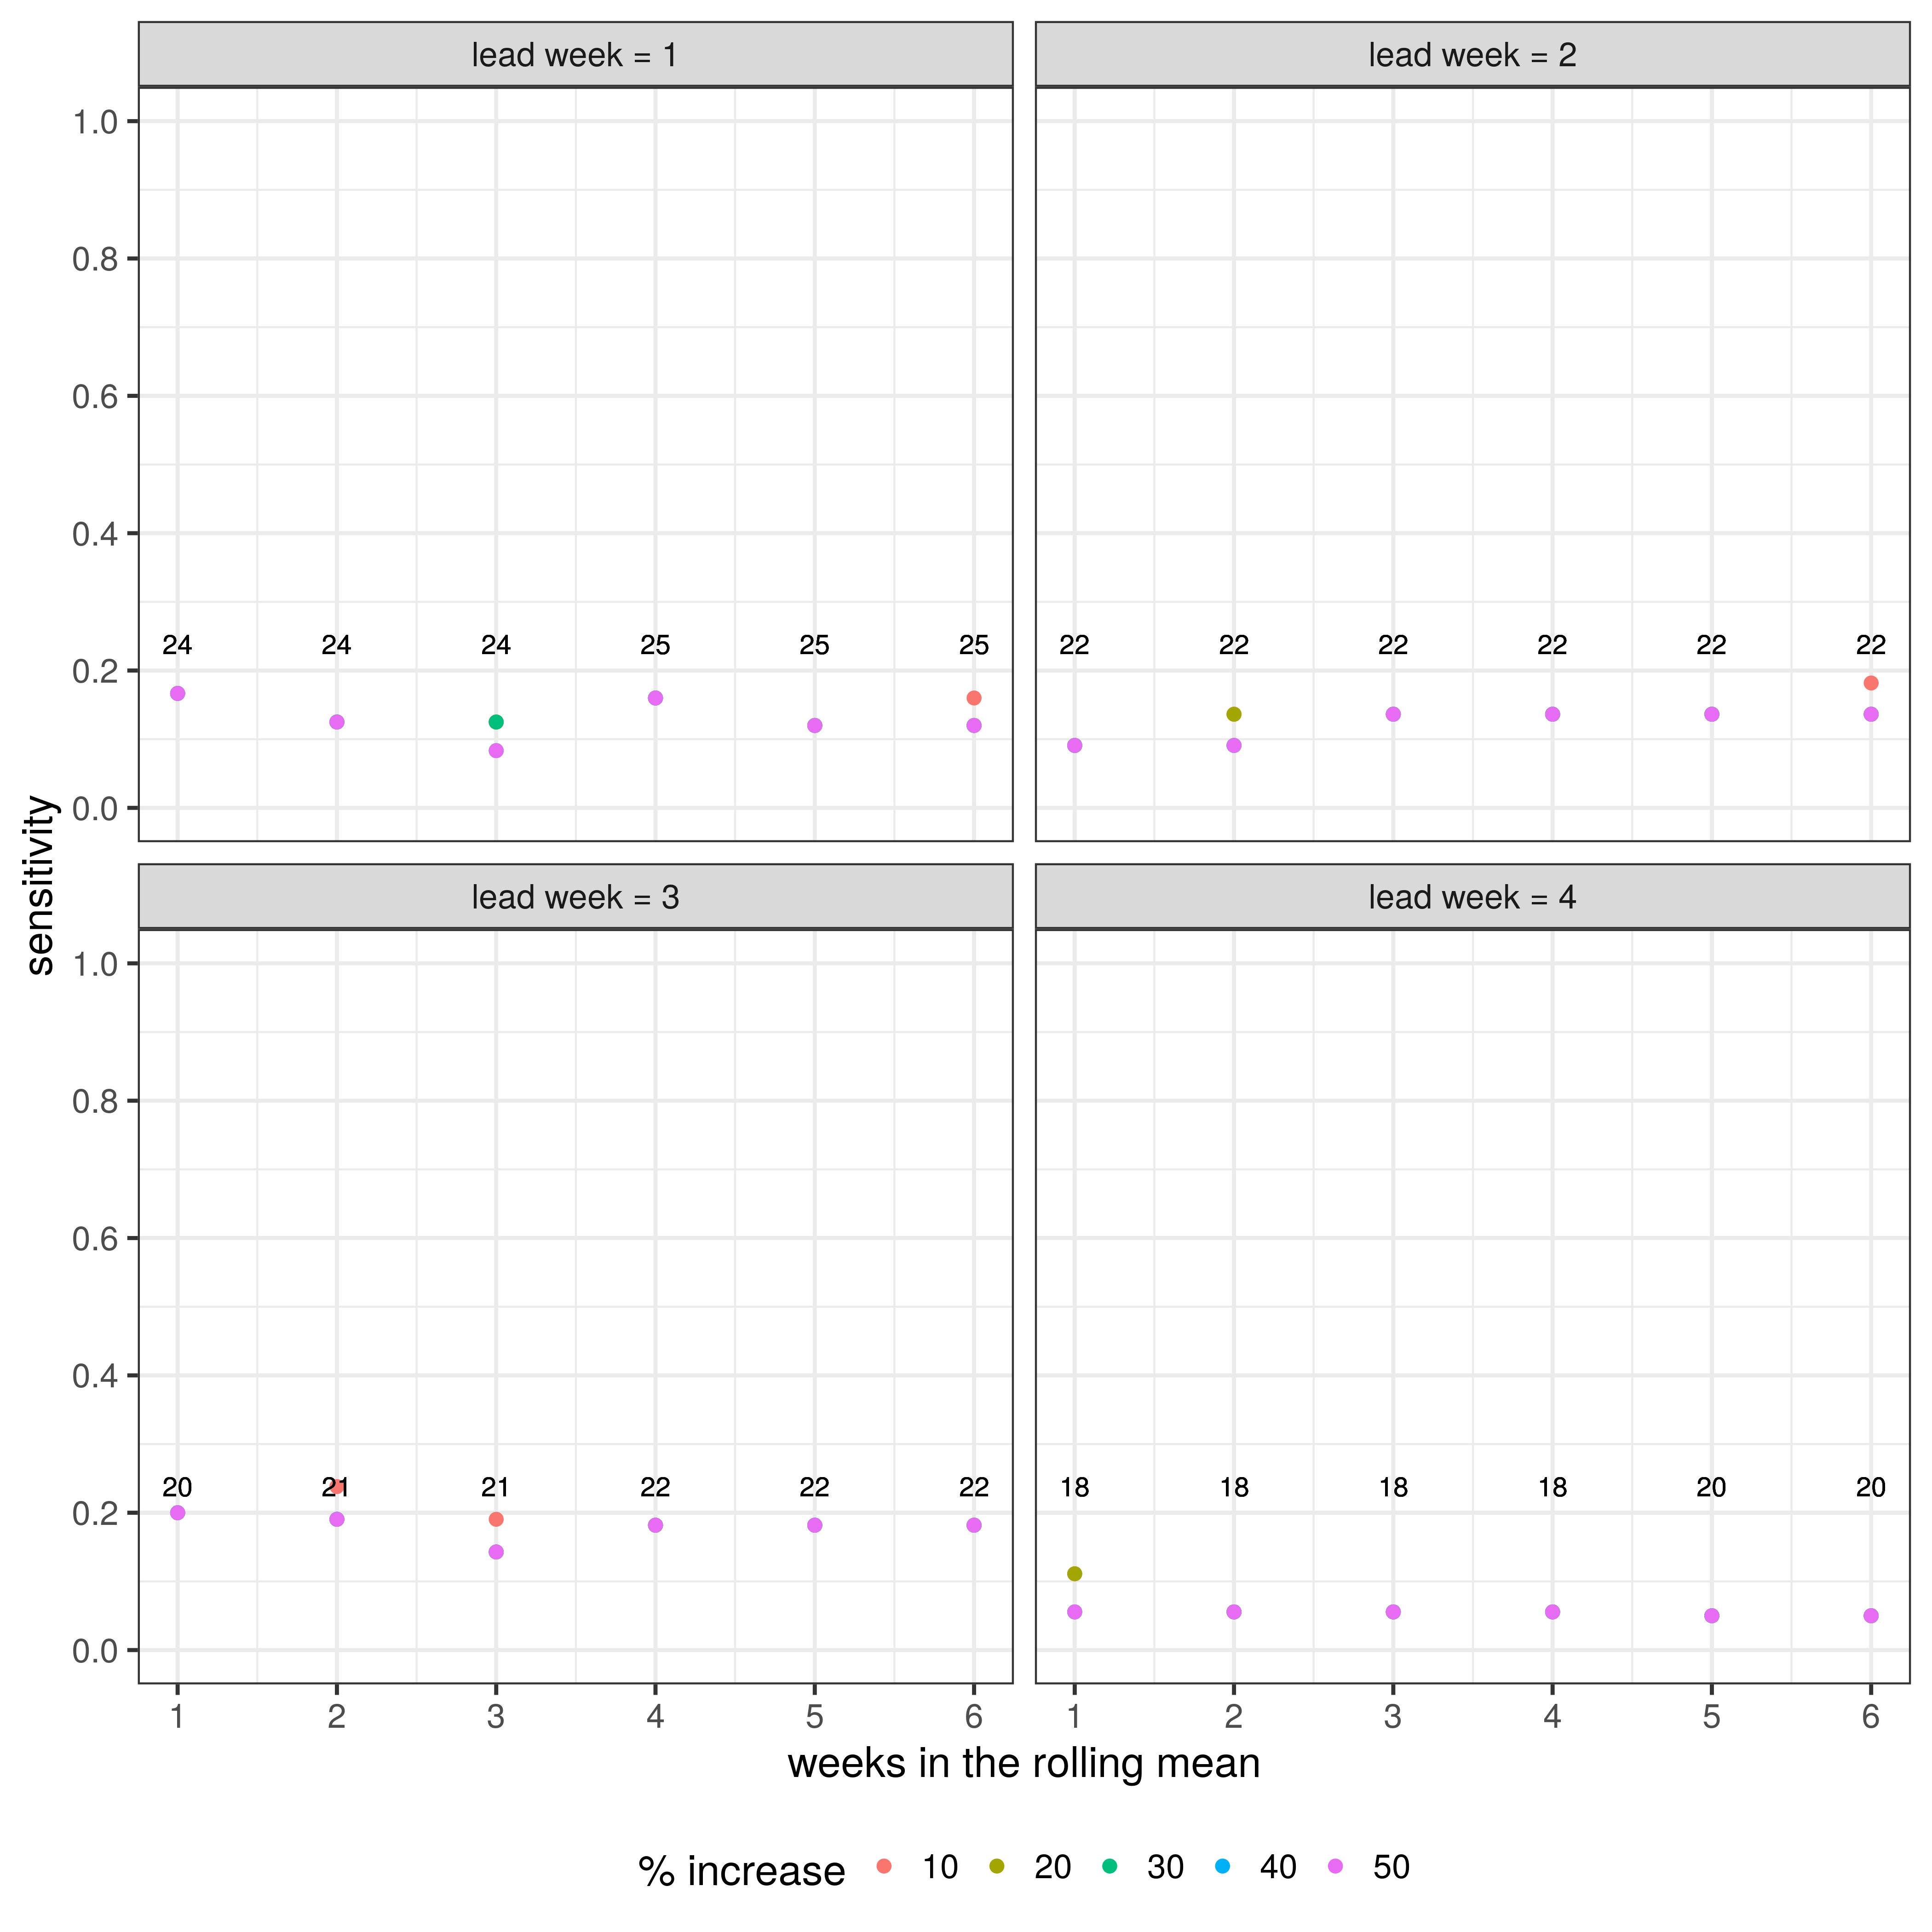 lead week = 1
lead week = 2
1.0
0.8
0.6
0.4
0.2
0.0
24 24 24 25 25 25
22 22 22 22 22 22
lead week = 3
lead week = 4
1.0
0.8
0.6
0.4
0.2
0.0
20 21 21 22 22 22
18 18 18 18 20 20
sensitivity
1 2 3 4 5 6
1 2 3 4 5 6
weeks in the rolling mean
% increase 10 20 30 40 50